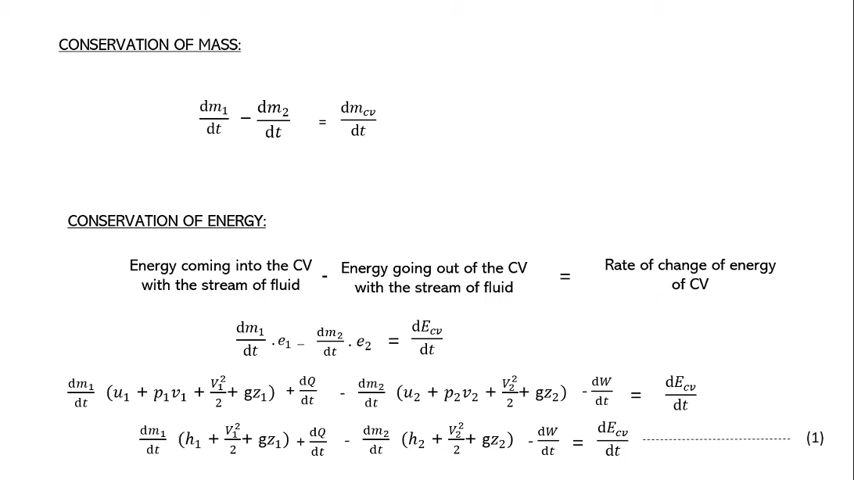 CONSERVATION OF MASS:
dm₁/dt − dm₂/dt = dm_cv/dt
CONSERVATION OF ENERGY:
Energy coming into the CV with the stream of fluid - Energy going out of the CV with the stream of fluid = Rate of change of energy of CV
dm₁/dt . e₁ − dm₂/dt . e₂ = dE_cv/dt
dm₁/dt (u₁ + p₁v₁ + V₁²/2 + gz₁) + dQ/dt - dm₂/dt (u₂ + p₂v₂ + V₂²/2 + gz₂) - dW/dt = dE_cv/dt
dm₁/dt (h₁ + V₁²/2 + gz₁) + dQ/dt - dm₂/dt (h₂ + V₂²/2 + gz₂) - dW/dt = dE_cv/dt ---------- (1)